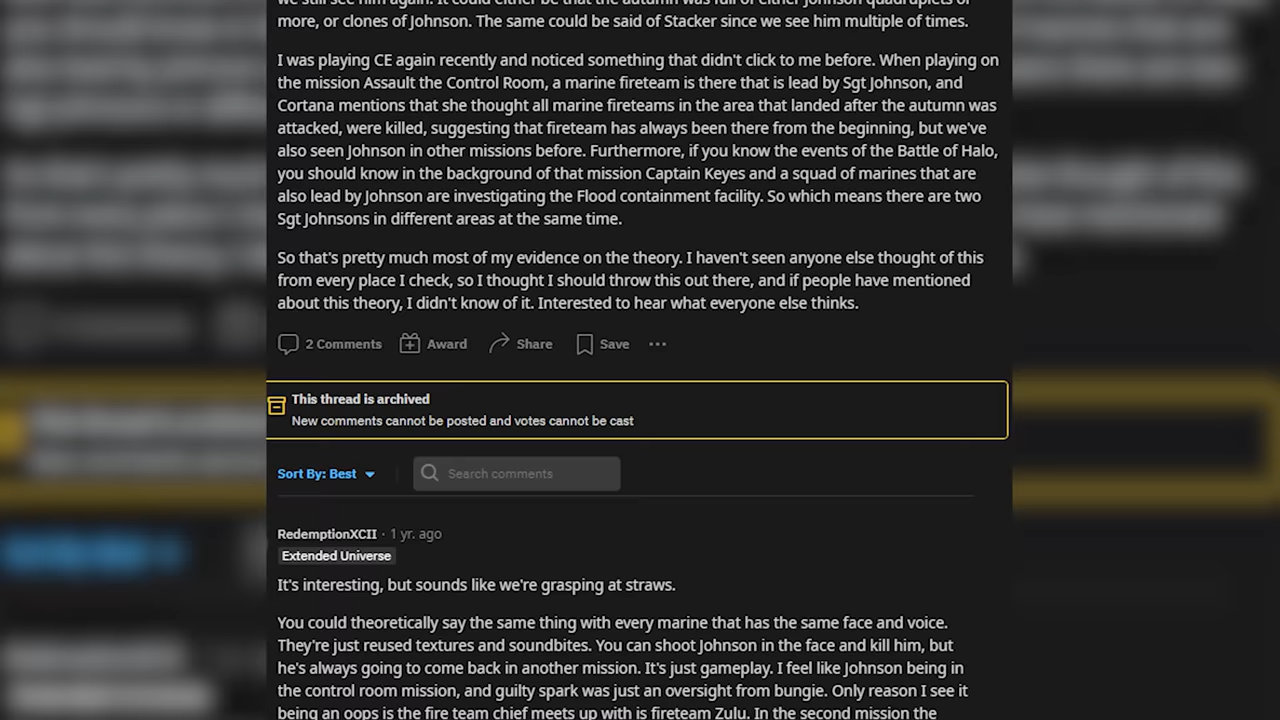 we still see him again. It could either be that the autumn was full of either Johnson quadruplets or
more, or clones of Johnson. The same could be said of Stacker since we see him multiple of times.
I was playing CE again recently and noticed something that didn't click to me before. When playing on
the mission Assault the Control Room, a marine fireteam is there that is lead by Sgt Johnson, and
Cortana mentions that she thought all marine fireteams in the area that landed after the autumn was
attacked, were killed, suggesting that fireteam has always been there from the beginning, but we've
also seen Johnson in other missions before. Furthermore, if you know the events of the Battle of Halo,
you should know in the background of that mission Captain Keyes and a squad of marines that are
also lead by Johnson are investigating the Flood containment facility. So which means there are two
Sgt Johnsons in different areas at the same time.
So that's pretty much most of my evidence on the theory. I haven't seen anyone else thought of this
from every place I check, so I thought I should throw this out there, and if people have mentioned
about this theory, I didn't know of it. Interested to hear what everyone else thinks.
2 Comments Award Share Save ...
This thread is archived
New comments cannot be posted and votes cannot be cast
Sort By: Best Search comments
RedemptionXCII · 1 yr. ago
Extended Universe
It's interesting, but sounds like we're grasping at straws.
You could theoretically say the same thing with every marine that has the same face and voice.
They're just reused textures and soundbites. You can shoot Johnson in the face and kill him, but
he's always going to come back in another mission. It's just gameplay. I feel like Johnson being in
the control room mission, and guilty spark was just an oversight from bungie. Only reason I see it
being an oops is the fire team chief meets up with is fireteam Zulu. In the second mission the